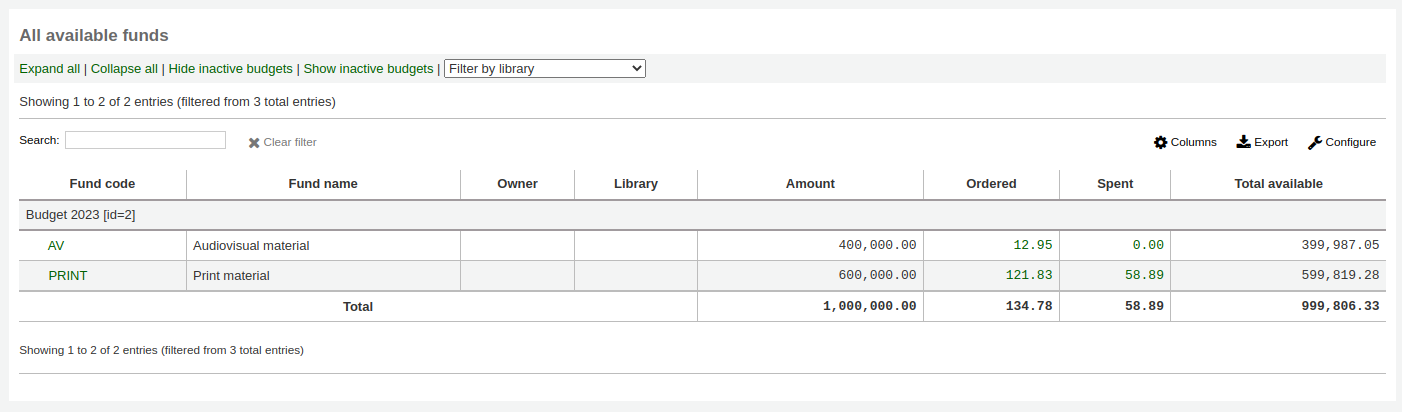 All available funds
Expand all | Collapse all | Hide inactive budgets | Show inactive budgets | Filter by library
Showing 1 to 2 of 2 entries (filtered from 3 total entries)
Search: Clear filter Columns Export Configure
Fund code Fund name Owner Library Amount Ordered Spent Total available
Budget 2023 [id=2]
AV Audiovisual material 400,000.00 12.95 0.00 399,987.05
PRINT Print material 600,000.00 121.83 58.89 599,819.28
Total 1,000,000.00 134.78 58.89 999,806.33
Showing 1 to 2 of 2 entries (filtered from 3 total entries)